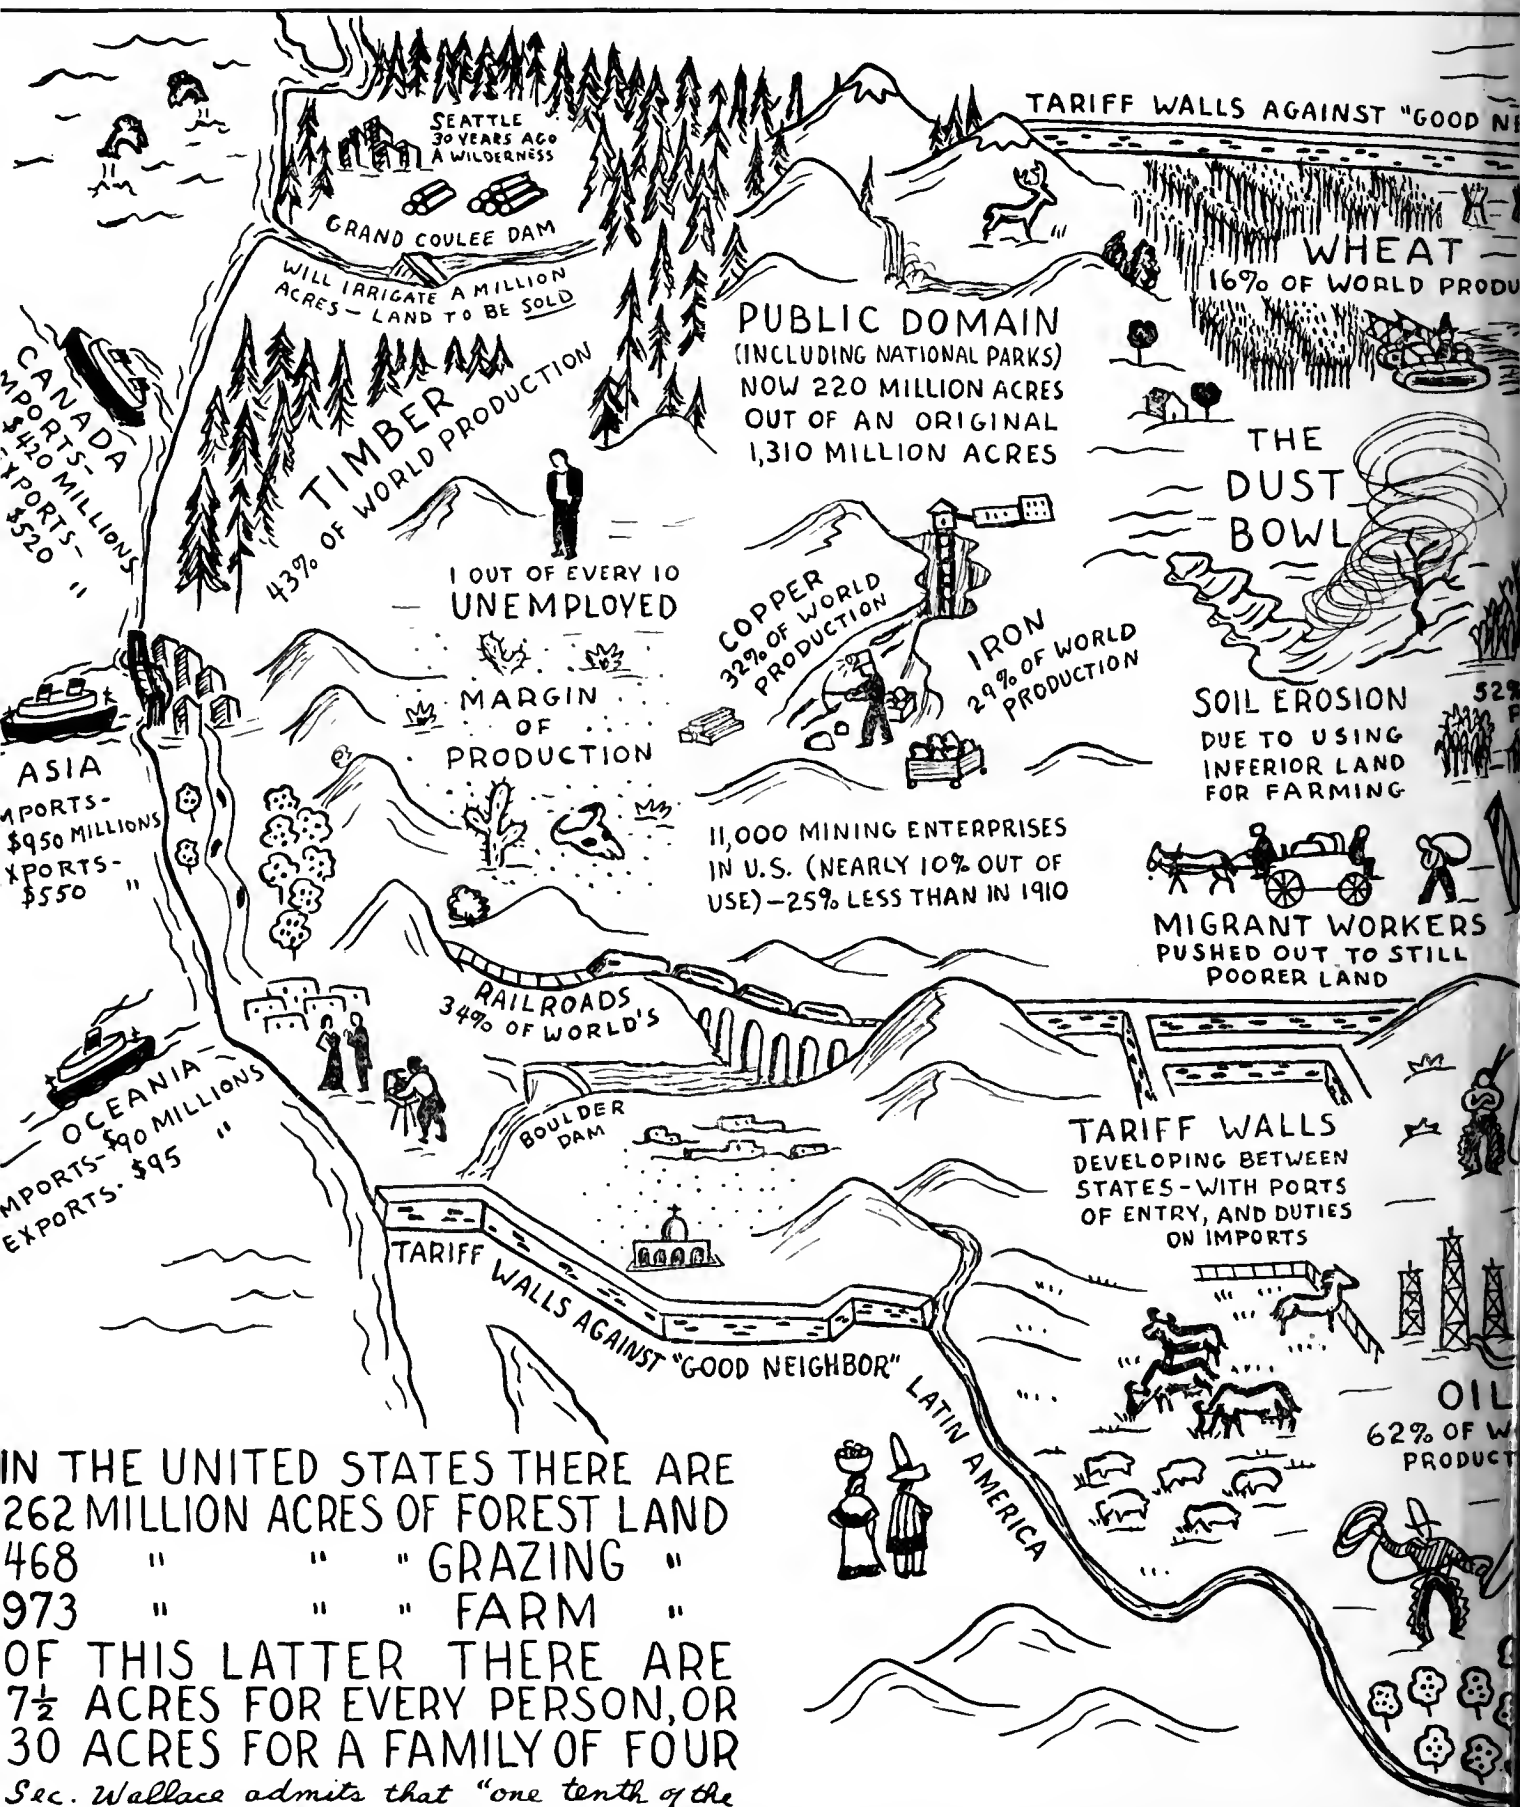 TARIFF WALLS AGAINST "GOOD
SEATTLE
30 YEARS AGO
A WILDERNESS
GRAND COULEE DAM
WILL IRRIGATE A MILLION
ACRES — LAND TO BE SOLD
WHEAT
16% OF WORLD
PUBLIC DOMAIN
(INCLUDING NATIONAL PARKS)
NOW 220 MILLION ACRES
OUT OF AN ORIGINAL
1,310 MILLION ACRES
CANADA
MPORTS-
$420 MILLIONS
XPORTS-
$520 "
TIMBER
43% OF WORLD PRODUCTION
THE
DUST
BOWL
1 OUT OF EVERY 10
UNEMPLOYED
COPPER
32% OF WORLD
PRODUCTION
IRON
29% OF WORLD
PRODUCTION
MARGIN
OF
PRODUCTION
SOIL EROSION
DUE TO USING
INFERIOR LAND
FOR FARMING
52%
P
ASIA
MPORTS-
$950 MILLIONS
XPORTS-
$550 "
11,000 MINING ENTERPRISES
IN U.S. (NEARLY 10% OUT OF
USE) — 25% LESS THAN IN 1910
MIGRANT WORKERS
PUSHED OUT TO STILL
POORER LAND
RAILROADS
34% OF WORLD'S
OCEANIA
MPORTS- $90 MILLIONS
EXPORTS- $95 "
BOULDER
DAM
TARIFF WALLS
DEVELOPING BETWEEN
STATES - WITH PORTS
OF ENTRY, AND DUTIES
ON IMPORTS
TARIFF WALLS AGAINST "GOOD NEIGHBOR"
LATIN AMERICA
OIL
62% OF W
PRODUCT
IN THE UNITED STATES THERE ARE
262 MILLION ACRES OF FOREST LAND
468 " " " GRAZING "
973 " " " FARM "
OF THIS LATTER THERE ARE
7½ ACRES FOR EVERY PERSON, OR
30 ACRES FOR A FAMILY OF FOUR
Sec. Wallace admits that "one tenth of the